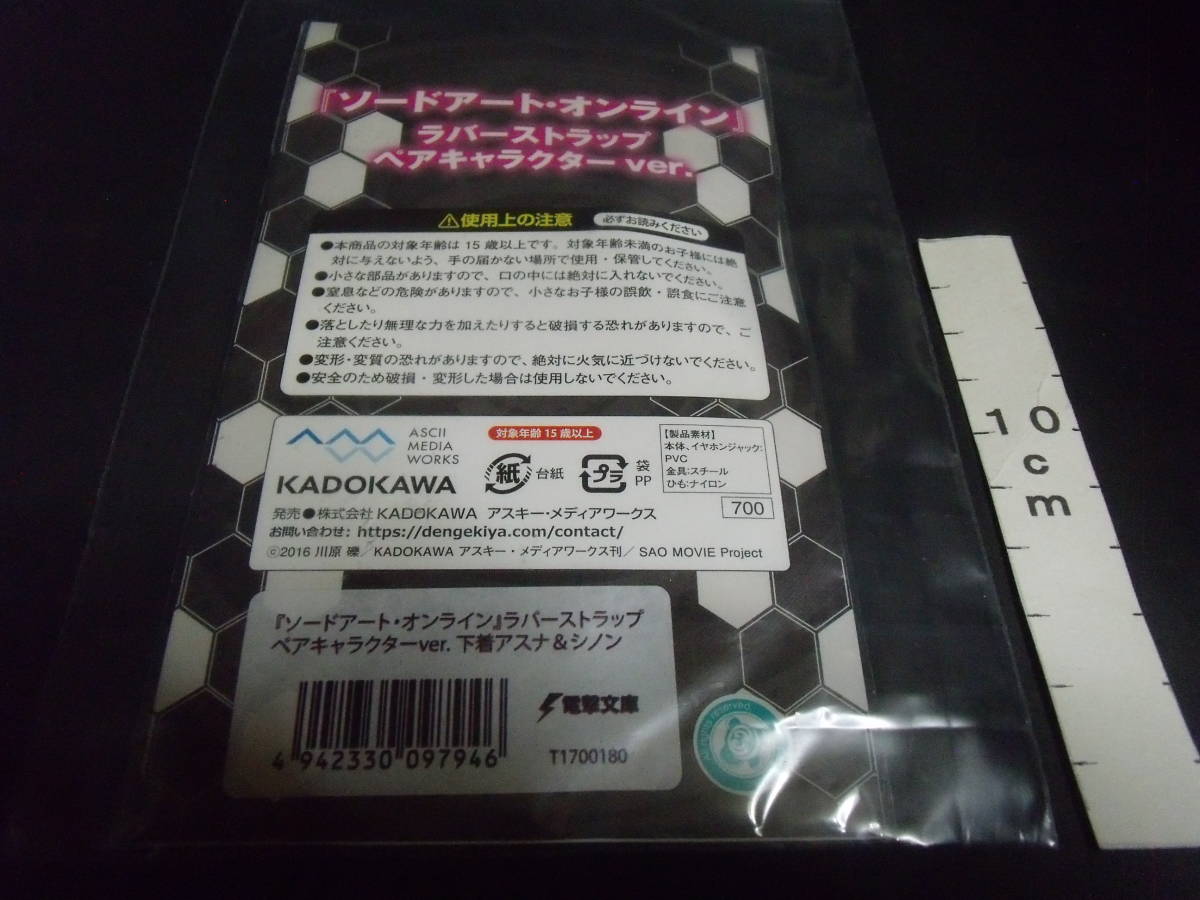 『ソードアート・オンライン』
ラバーストラップ
ペアキャラクター ver.
⚠使用上の注意 必ずお読みください
●本商品の対象年齢は 15 歳以上です。対象年齢未満のお子様には絶
対に与えないよう、手の届かない場所で使用・保管してください。
●小さな部品がありますので、口の中には絶対に入れないでください。
●窒息などの危険がありますので、小さなお子様の誤飲・誤食にご注意
ください。
●落としたり無理な力を加えたりすると破損する恐れがありますので、ご
注意ください。
●変形・変質の恐れがありますので、絶対に火気に近づけないでください。
●安全のため破損・変形した場合は使用しないでください。
ASCII
MEDIA
WORKS
KADOKAWA
対象年齢 15 歳以上
紙 台紙
プラ 袋
PP
【製品素材】
本体、イヤホンジャック:
PVC
金具:スチール
ひも:ナイロン
発売●株式会社 KADOKAWA アスキー・メディアワークス
700
お問い合わせ: https://dengekiya.com/contact/
©2016 川原 礫／KADOKAWA アスキー・メディアワークス刊／ SAO MOVIE Project
『ソードアート・オンライン』ラバーストラップ
ペアキャラクターver. 下着アスナ＆シノン
電撃文庫
4 942330 097946
T1700180
All rights reserved
10
cm